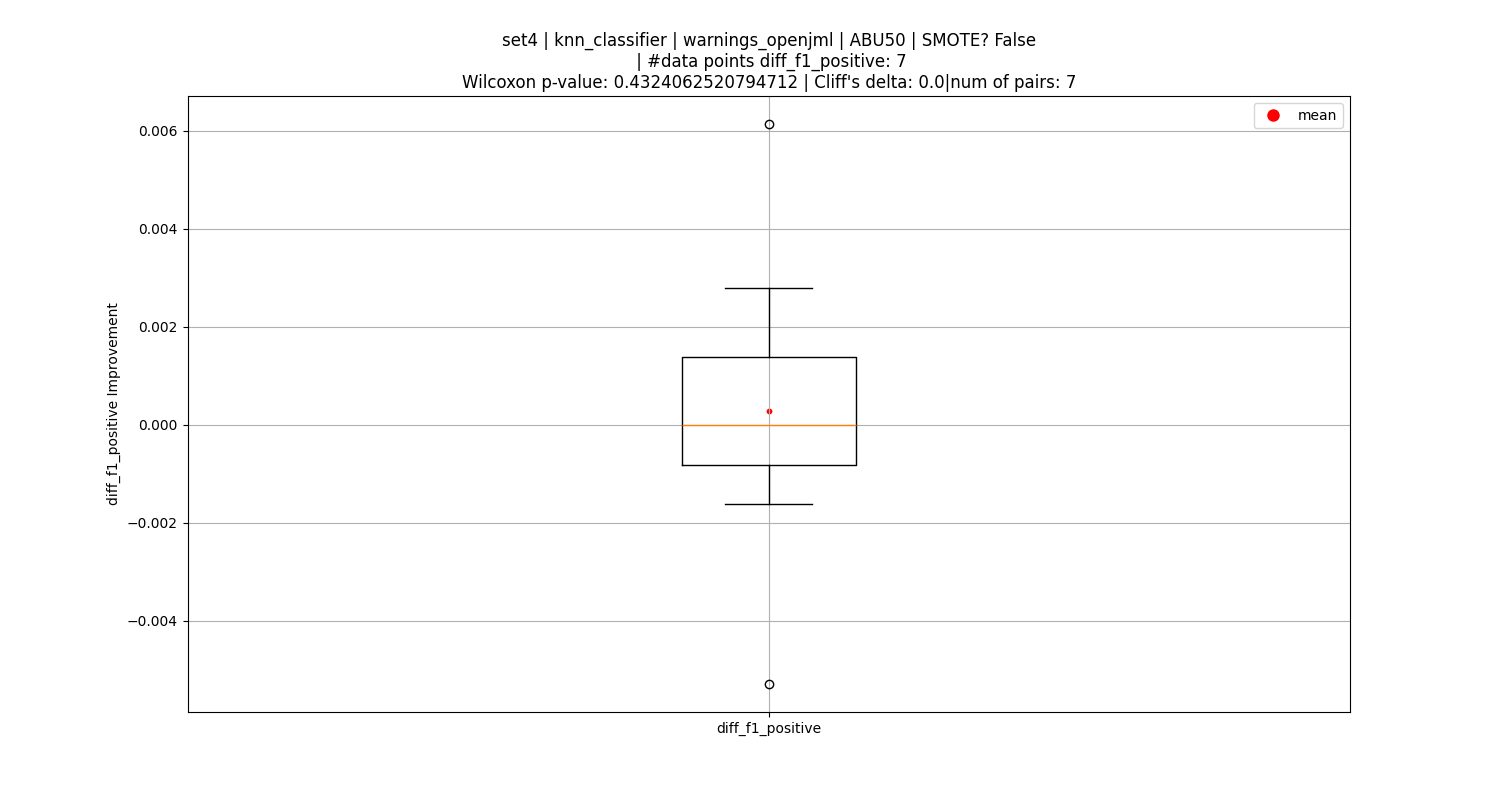 set4 | knn_classifier | warnings_openjml | ABU50 | SMOTE? False
| #data points diff_f1_positive: 7
Wilcoxon p-value: 0.4324062520794712 | Cliff's delta: 0.0|num of pairs: 7
mean
0.006
0.004
0.002
0.000
−0.002
−0.004
diff_f1_positive Improvement
diff_f1_positive